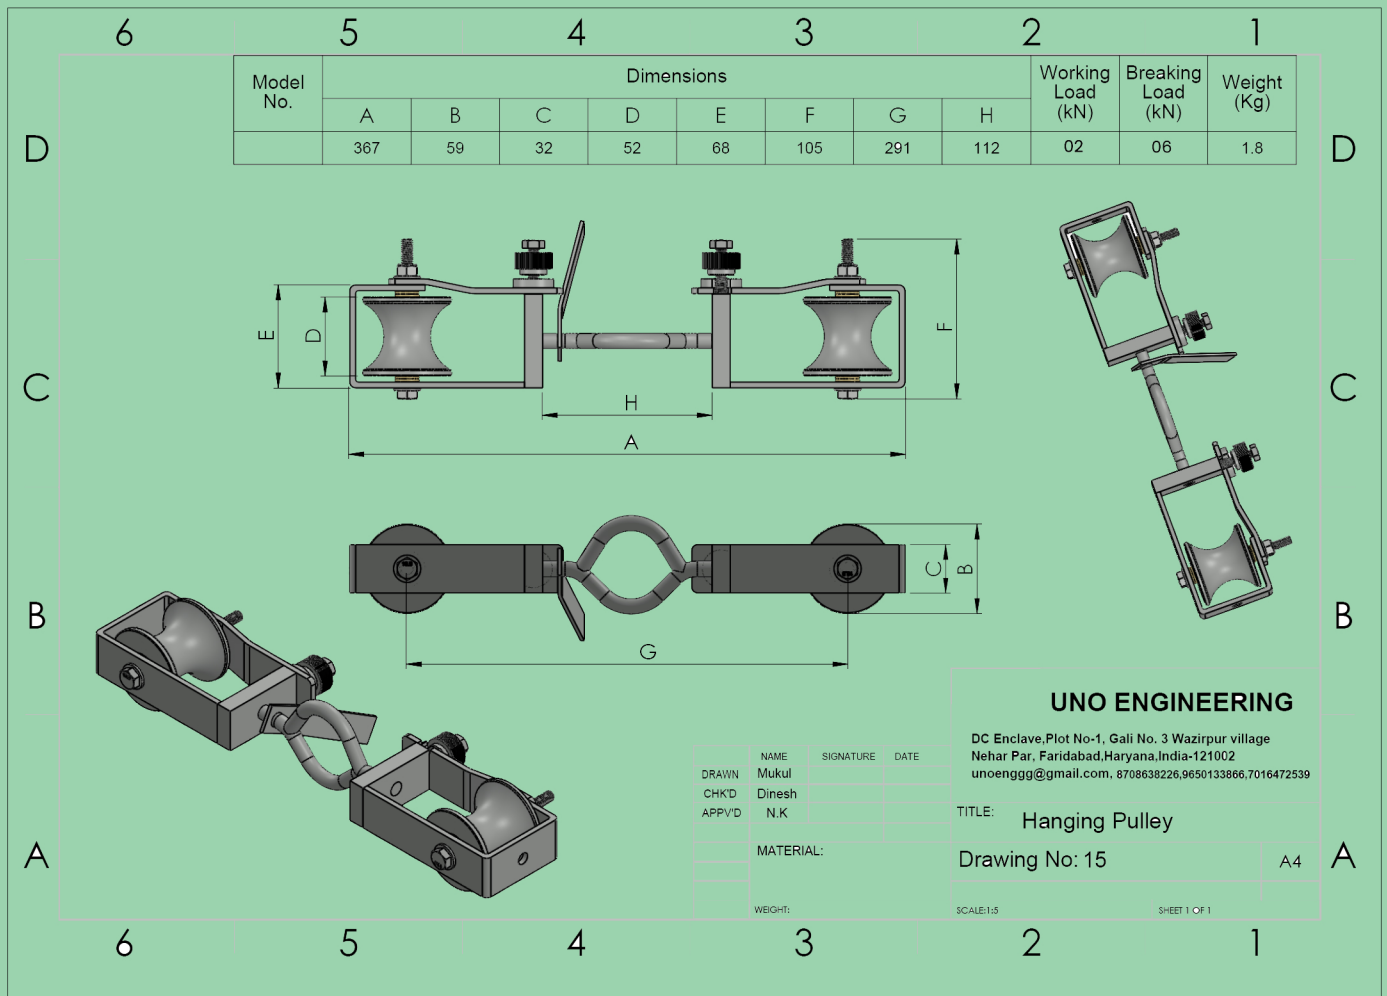 6 5 4 3 2 1
Model No.
Dimensions
Working Load (kN)
Breaking Load (kN)
Weight (Kg)
A B C D E F G H
367 59 32 52 68 105 291 112 02 06 1.8
D D
E
D
F
H
A
C C
C
B
G
B B
UNO ENGINEERING
DC Enclave,Plot No-1, Gali No. 3 Wazirpur village
Nehar Par, Faridabad,Haryana,India-121002
unoenggg@gmail.com, 8708638226,9650133866,7016472539
NAME SIGNATURE DATE
DRAWN Mukul
CHK'D Dinesh
APPV'D N.K
TITLE: Hanging Pulley
MATERIAL:
Drawing No: 15 A4
A A
WEIGHT: SCALE:1:5 SHEET 1 OF 1
6 5 4 3 2 1